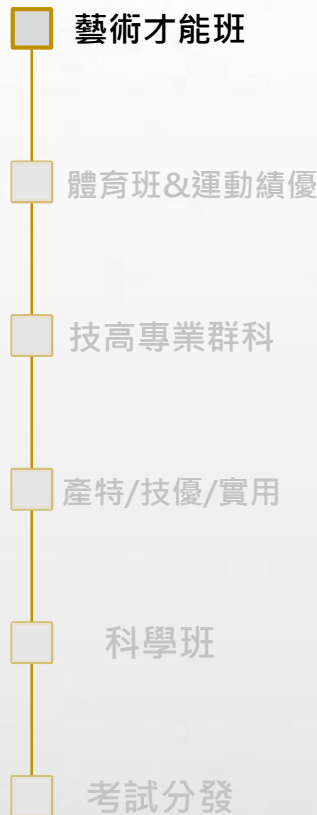 藝術才能班
體育班&運動績優
技高專業群科
產特/技優/實用
科學班
考試分發